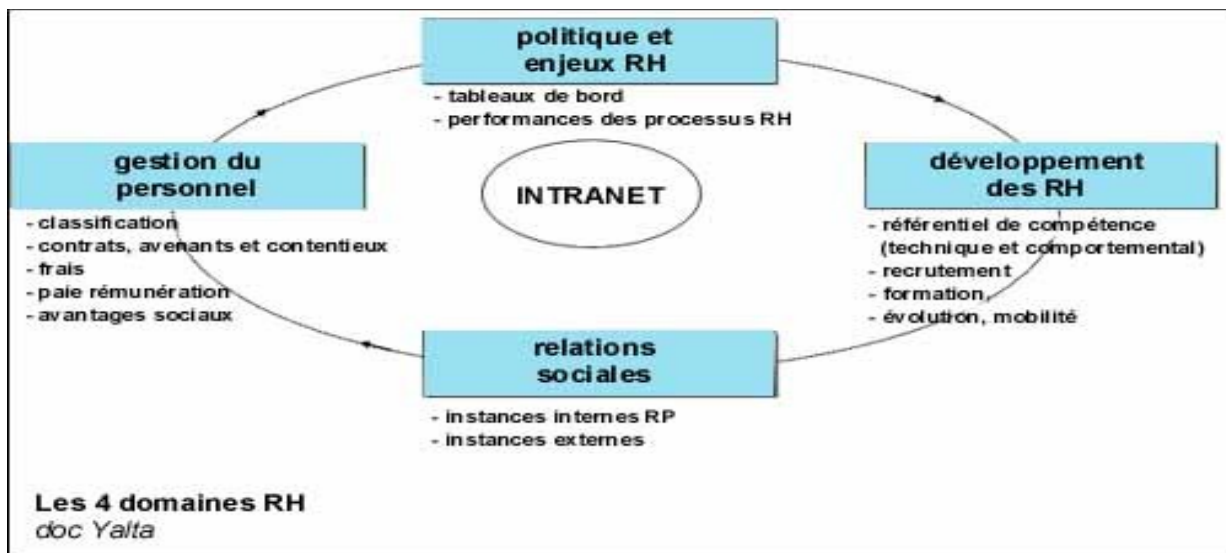 politique et
enjeux RH
- tableaux de bord
- performances des processus RH
gestion du
personnel
- classification
- contrats, avenants et contentieux
- frais
- paie rémunération
- avantages sociaux
INTRANET
développement
des RH
- référentiel de compétence
(technique et comportemental)
- recrutement
- formation,
- évolution, mobilité
relations
sociales
- instances internes RP
- instances externes
Les 4 domaines RH
doc Yalta